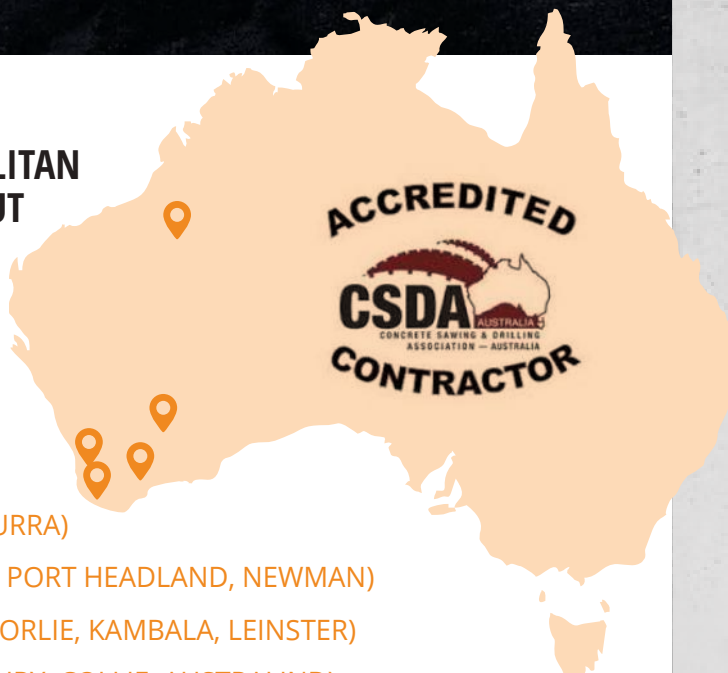 LITAN
UT
ACCREDITED
CSDA
AUSTRALIA
CONCRETE SAWING & DRILLING
ASSOCIATION — AUSTRALIA
CONTRACTOR
URRA)
PORT HEADLAND, NEWMAN)
ORLIE, KAMBALA, LEINSTER)